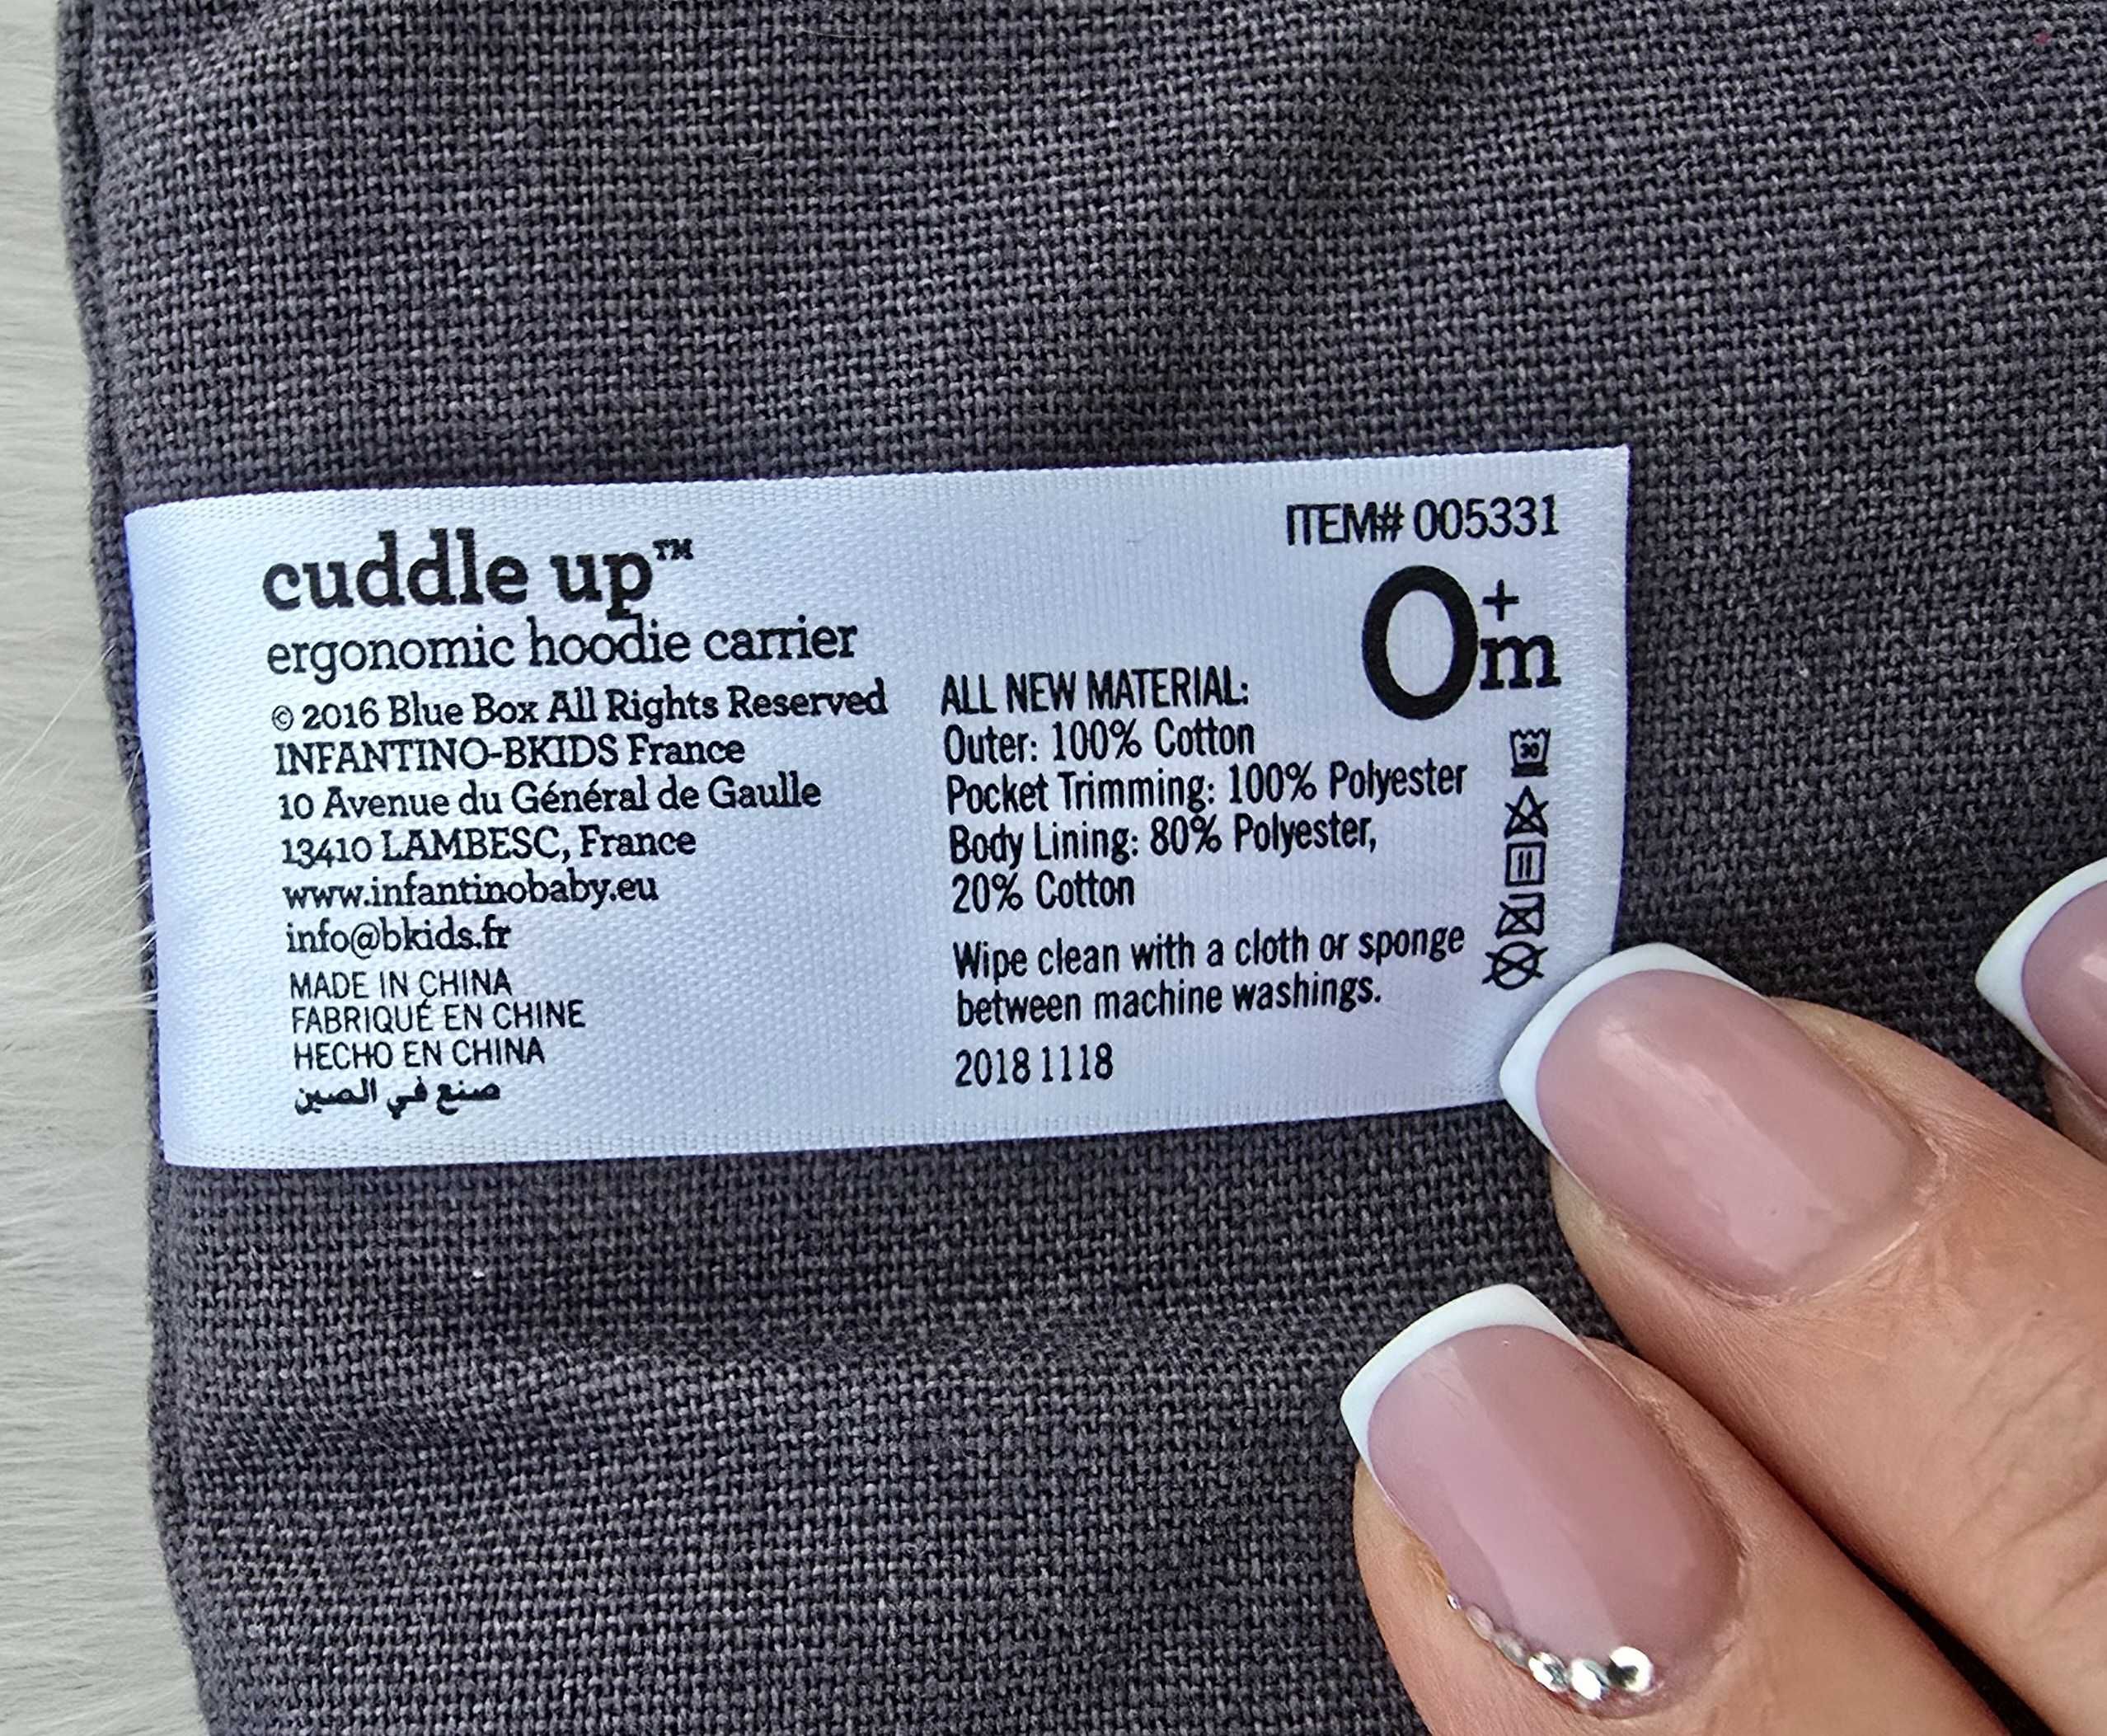 cuddle up™
ergonomic hoodie carrier
© 2016 Blue Box All Rights Reserved
INFANTINO-BKIDS France
10 Avenue du Général de Gaulle
13410 LAMBESC, France
www.infantinobaby.eu
info@bkids.fr
MADE IN CHINA
FABRIQUÉ EN CHINE
HECHO EN CHINA
صنع في الصين
ITEM# 005331
0+m
ALL NEW MATERIAL:
Outer: 100% Cotton
Pocket Trimming: 100% Polyester
Body Lining: 80% Polyester,
20% Cotton
Wipe clean with a cloth or sponge
between machine washings.
2018 1118
30